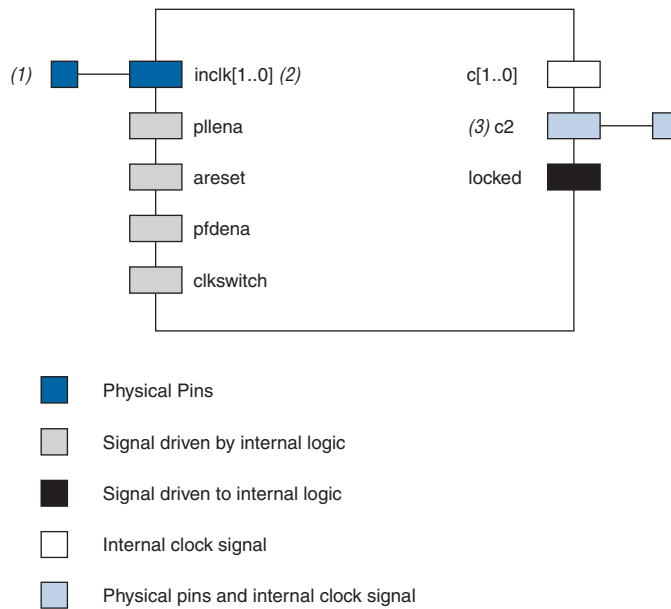 (1) inclk[1..0] (2) c[1..0]
pllena (3) c2
areset locked
pfdena
clkswitch
Physical Pins
Signal driven by internal logic
Signal driven to internal logic
Internal clock signal
Physical pins and internal clock signal